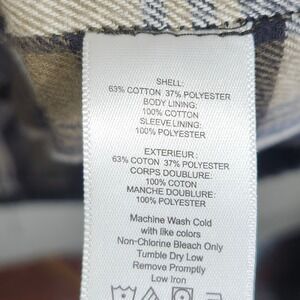 SHELL:
63% COTTON 37% POLYESTER
BODY LINING:
100% COTTON
SLEEVE LINING:
100% POLYESTER
EXTERIEUR:
63% COTON 37% POLYESTER
CORPS DOUBLURE:
100% COTON
MANCHE DOUBLURE:
100% POLYESTER
Machine Wash Cold
with like colors
Non-Chlorine Bleach Only
Tumble Dry Low
Remove Promptly
Low Iron